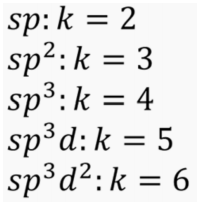 sp: k = 2
sp²: k = 3
sp³: k = 4
sp³d: k = 5
sp³d²: k = 6